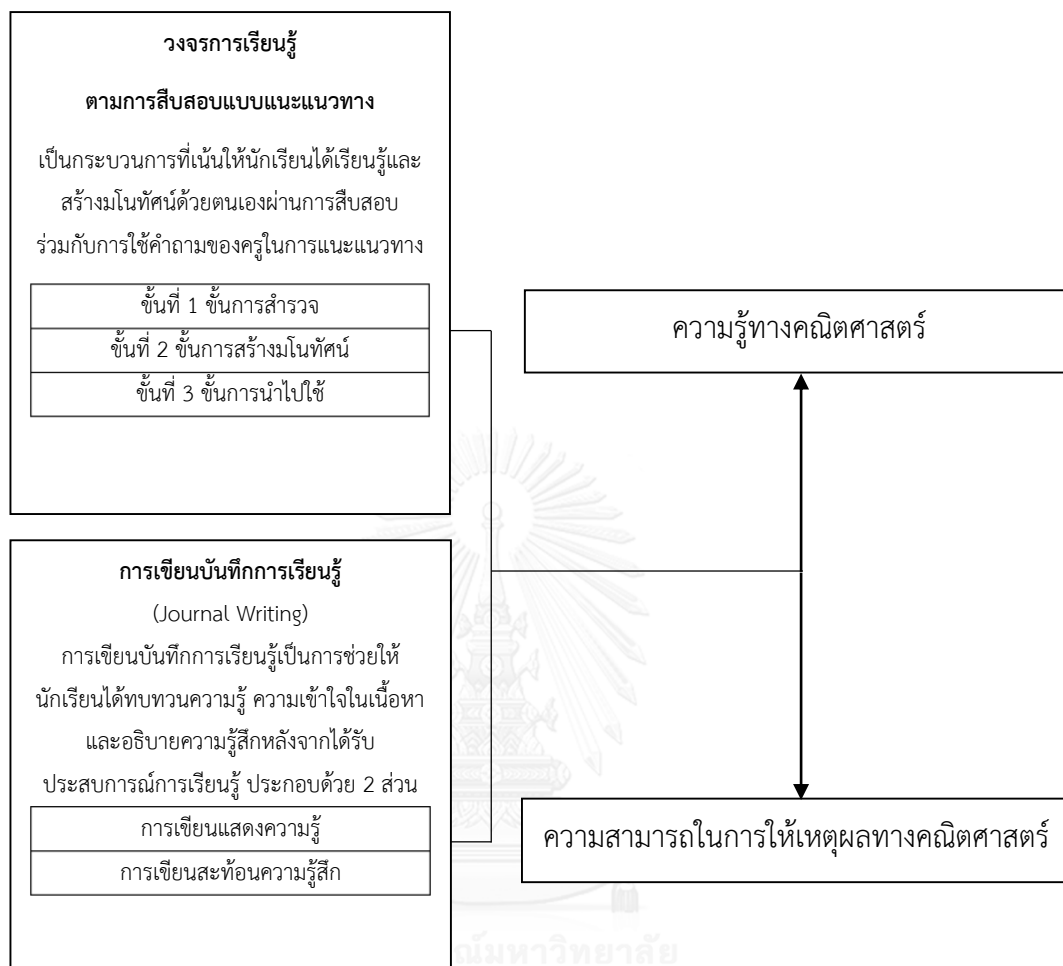 วงจรการเรียนรู้
ตามการสืบสอบแบบแนะแนวทาง
เป็นกระบวนการที่เน้นให้นักเรียนได้เรียนรู้และ
สร้างมโนทัศน์ด้วยตนเองผ่านการสืบสอบ
ร่วมกับการใช้คำถามของครูในการแนะแนวทาง
ขั้นที่ 1 ขั้นการสำรวจ
ขั้นที่ 2 ขั้นการสร้างมโนทัศน์
ขั้นที่ 3 ขั้นการนำไปใช้
การเขียนบันทึกการเรียนรู้
(Journal Writing)
การเขียนบันทึกการเรียนรู้เป็นการช่วยให้
นักเรียนได้ทบทวนความรู้ ความเข้าใจในเนื้อหา
และอธิบายความรู้สึกหลังจากได้รับ
ประสบการณ์การเรียนรู้ ประกอบด้วย 2 ส่วน
การเขียนแสดงความรู้
การเขียนสะท้อนความรู้สึก
ความรู้ทางคณิตศาสตร์
ความสามารถในการให้เหตุผลทางคณิตศาสตร์
ณ์มหาวิทยาลัย